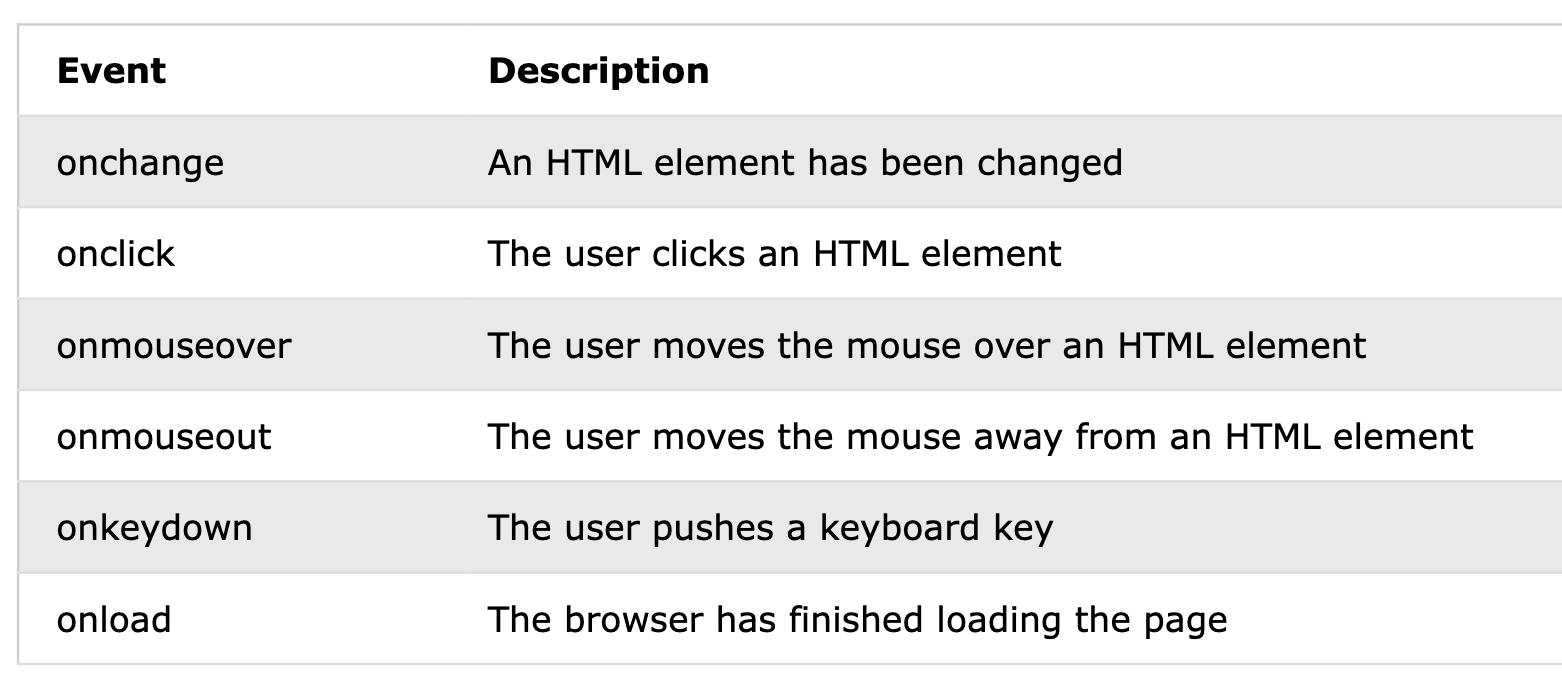 Event Description
onchange An HTML element has been changed
onclick The user clicks an HTML element
onmouseover The user moves the mouse over an HTML element
onmouseout The user moves the mouse away from an HTML element
onkeydown The user pushes a keyboard key
onload The browser has finished loading the page